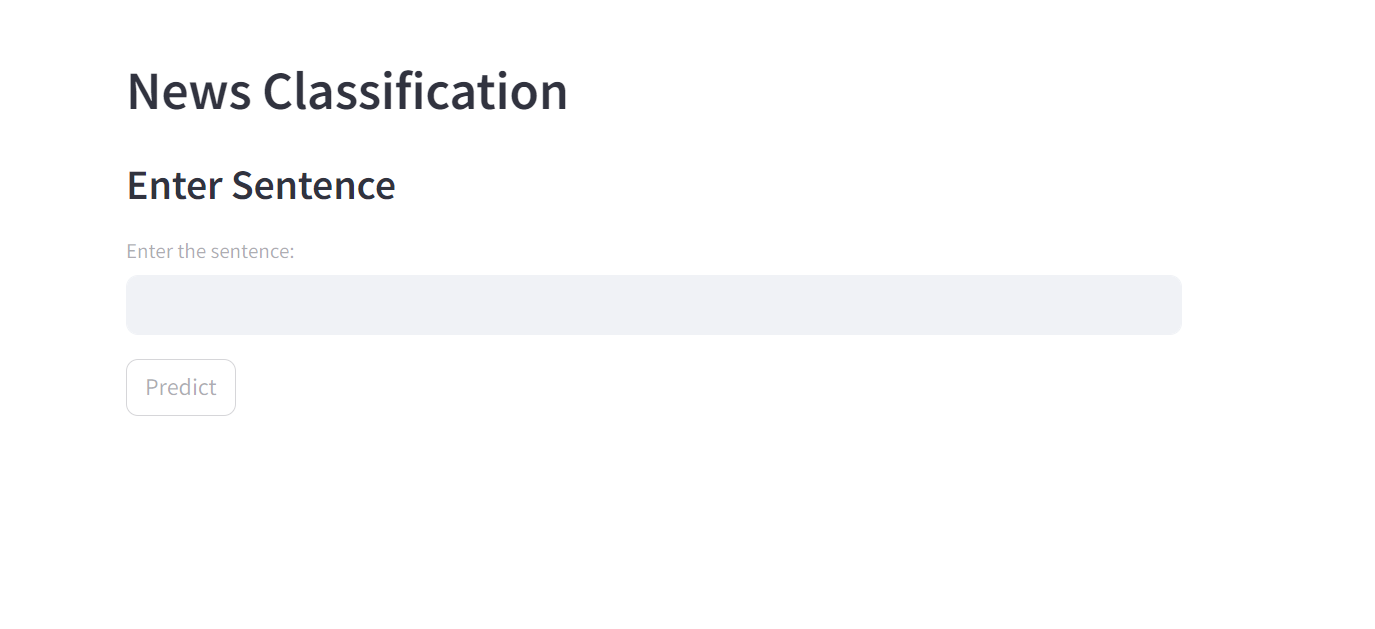 News Classification
Enter Sentence
Enter the sentence:
Predict